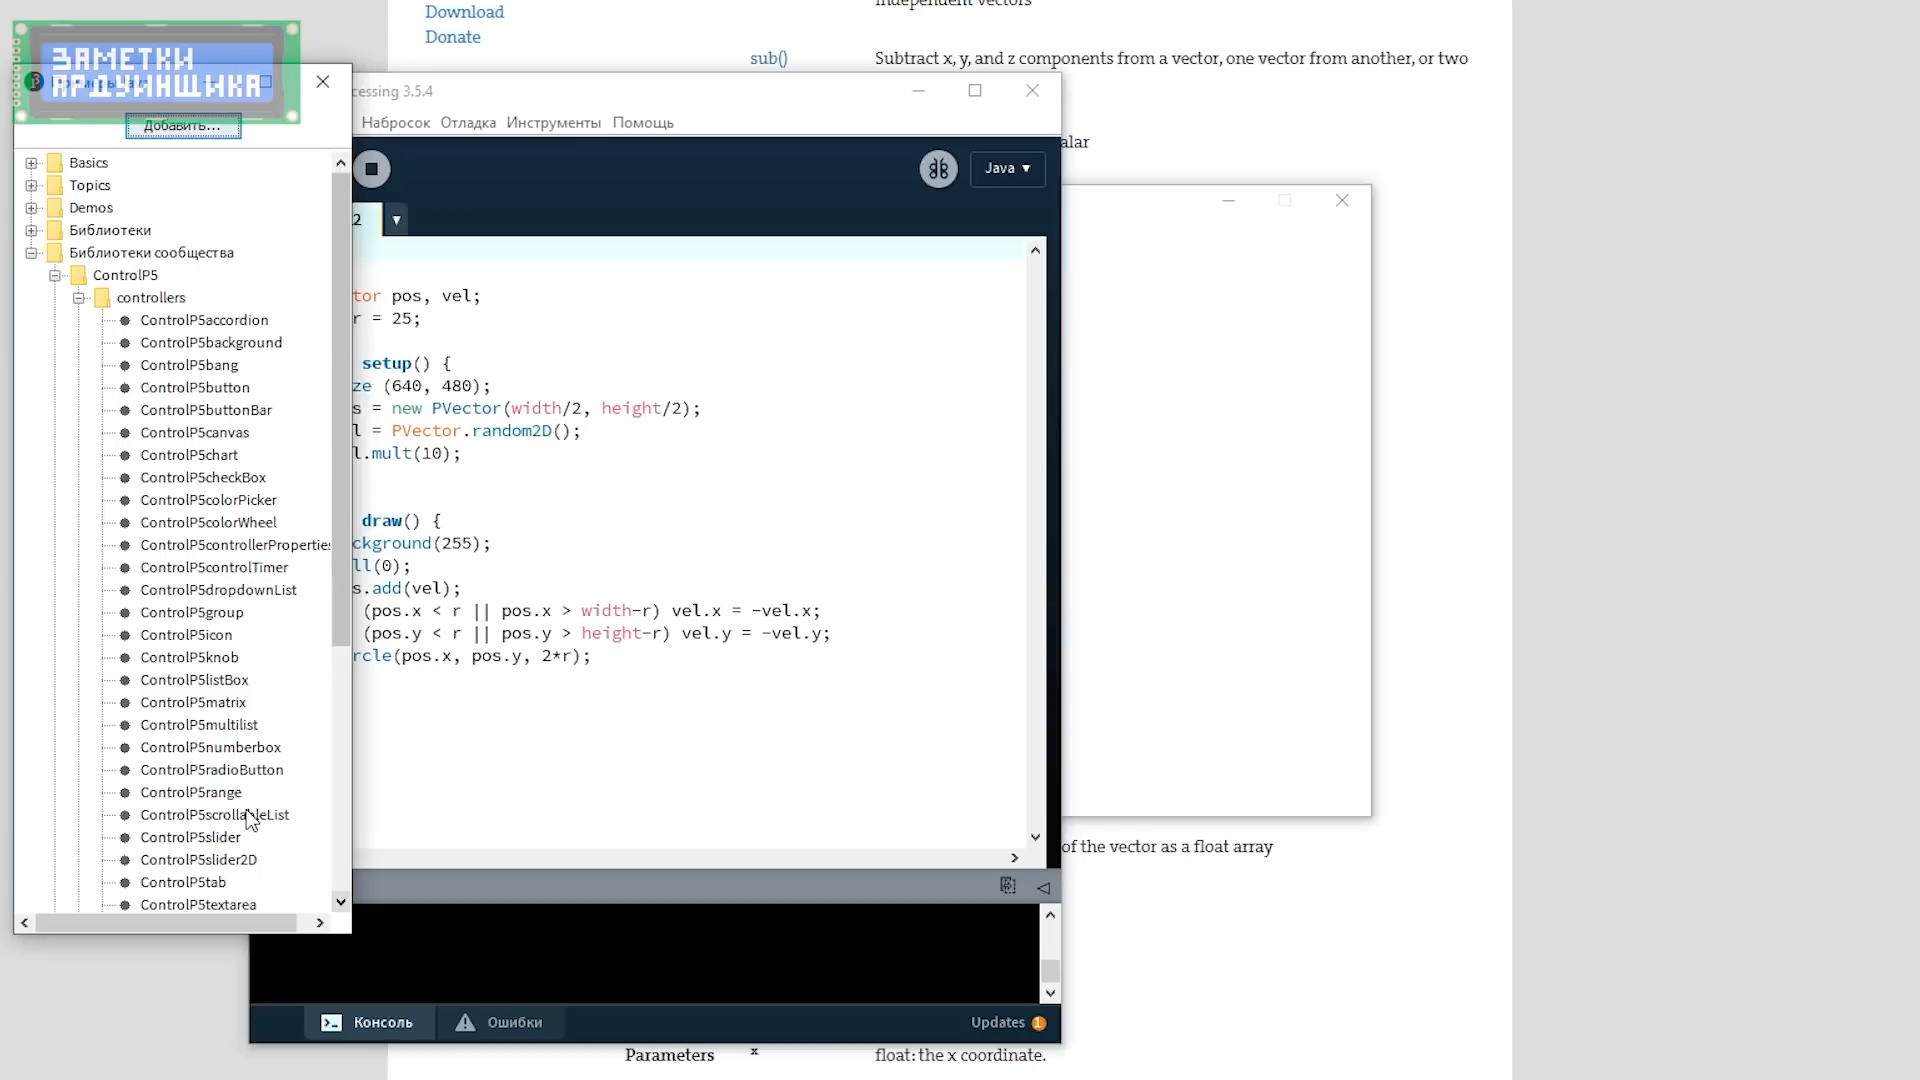 Download
Donate
independent vectors
sub()
Subtract x, y, and z components from a vector, one vector from another, or two
ЗАМЕТКИ
АРДУИНЩИКА
Добавить...
Basics
Topics
Demos
Библиотеки
Библиотеки сообщества
ControlP5
controllers
ControlP5accordion
ControlP5background
ControlP5bang
ControlP5button
ControlP5buttonBar
ControlP5canvas
ControlP5chart
ControlP5checkBox
ControlP5colorPicker
ControlP5colorWheel
ControlP5controllerProperties
ControlP5controlTimer
ControlP5dropdownList
ControlP5group
ControlP5icon
ControlP5knob
ControlP5listBox
ControlP5matrix
ControlP5multilist
ControlP5numberbox
ControlP5radioButton
ControlP5range
ControlP5scrollableList
ControlP5slider
ControlP5slider2D
ControlP5tab
ControlP5textarea
cessing 3.5.4
Набросок Отладка Инструменты Помощь
Java ▾
2
tor pos, vel;
r = 25;
setup() {
ze (640, 480);
s = new PVector(width/2, height/2);
l = PVector.random2D();
l.mult(10);
draw() {
ckground(255);
ll(0);
s.add(vel);
(pos.x < r || pos.x > width-r) vel.x = -vel.x;
(pos.y < r || pos.y > height-r) vel.y = -vel.y;
rcle(pos.x, pos.y, 2*r);
Консоль
Ошибки
Updates 1
alar
of the vector as a float array
Parameters x float: the x coordinate.